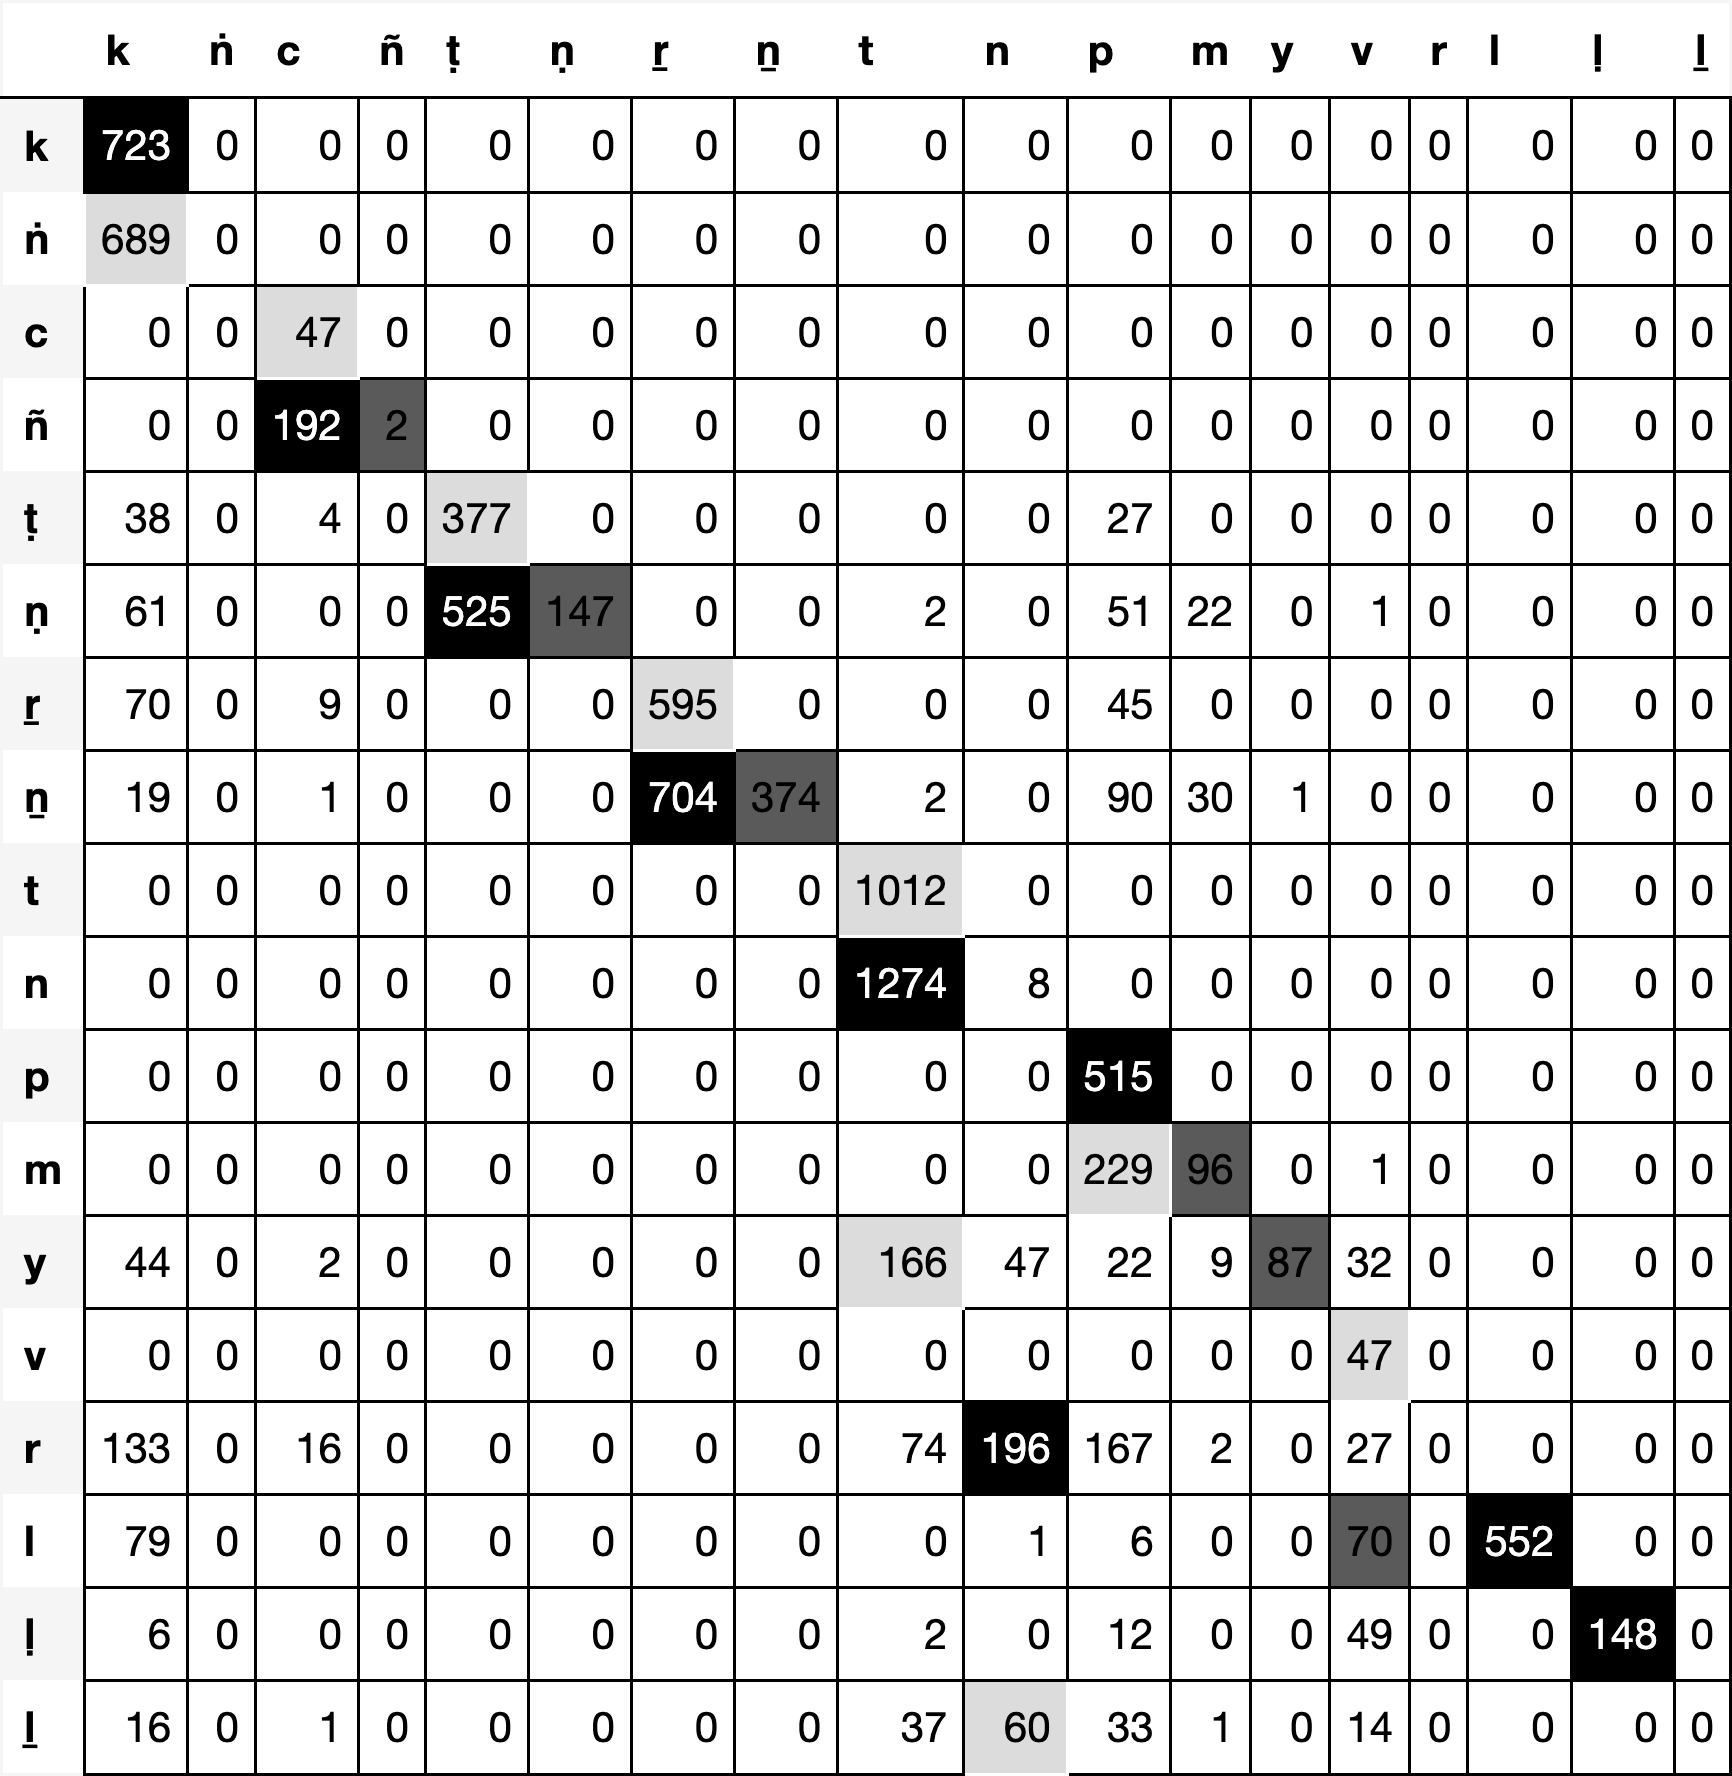 k ṅ c ñ ṭ ṇ ṟ ṉ t n p m y v r l ḷ ḻ
k 723 0 0 0 0 0 0 0 0 0 0 0 0 0 0 0 0 0
ṅ 689 0 0 0 0 0 0 0 0 0 0 0 0 0 0 0 0 0
c 0 0 47 0 0 0 0 0 0 0 0 0 0 0 0 0 0 0
ñ 0 0 192 2 0 0 0 0 0 0 0 0 0 0 0 0 0 0
ṭ 38 0 4 0 377 0 0 0 0 0 27 0 0 0 0 0 0 0
ṇ 61 0 0 0 525 147 0 0 2 0 51 22 0 1 0 0 0 0
ṟ 70 0 9 0 0 0 595 0 0 0 45 0 0 0 0 0 0 0
ṉ 19 0 1 0 0 0 704 374 2 0 90 30 1 0 0 0 0 0
t 0 0 0 0 0 0 0 0 1012 0 0 0 0 0 0 0 0 0
n 0 0 0 0 0 0 0 0 1274 8 0 0 0 0 0 0 0 0
p 0 0 0 0 0 0 0 0 0 0 515 0 0 0 0 0 0 0
m 0 0 0 0 0 0 0 0 0 0 229 96 0 1 0 0 0 0
y 44 0 2 0 0 0 0 0 166 47 22 9 87 32 0 0 0 0
v 0 0 0 0 0 0 0 0 0 0 0 0 0 47 0 0 0 0
r 133 0 16 0 0 0 0 0 74 196 167 2 0 27 0 0 0 0
l 79 0 0 0 0 0 0 0 0 1 6 0 0 70 0 552 0 0
ḷ 6 0 0 0 0 0 0 0 2 0 12 0 0 49 0 0 148 0
ḻ 16 0 1 0 0 0 0 0 37 60 33 1 0 14 0 0 0 0